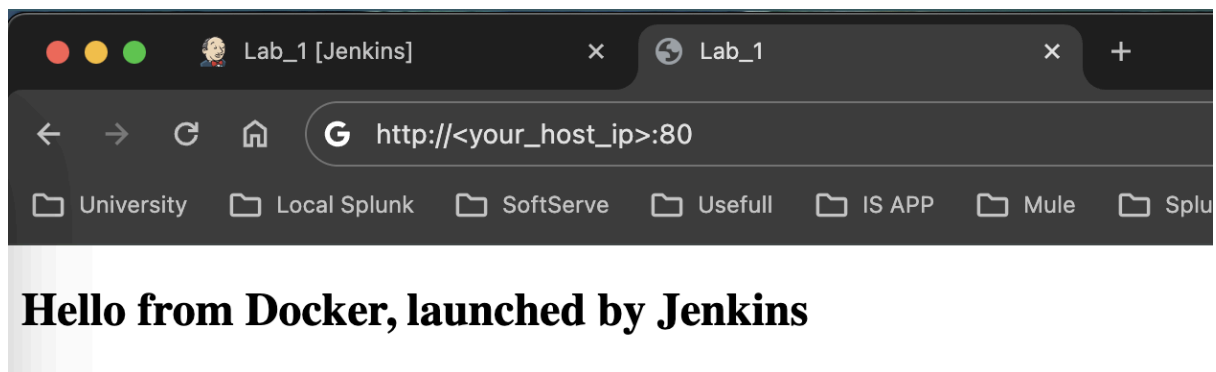 Lab_1 [Jenkins] Lab_1
G http://<your_host_ip>:80
University Local Splunk SoftServe Usefull IS APP Mule Splu
Hello from Docker, launched by Jenkins